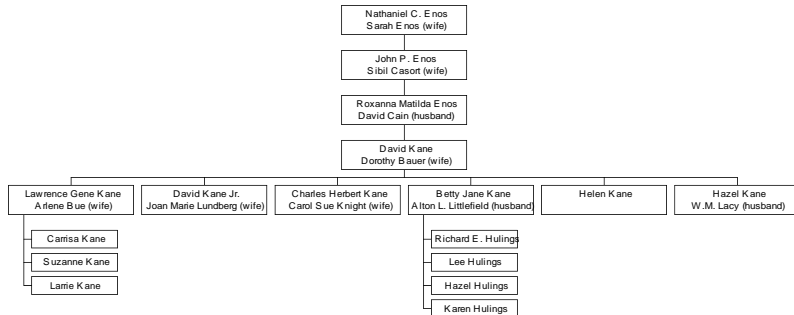 Nathaniel C. Enos
Sarah Enos (wife)
John P. Enos
Sibil Casort (wife)
Roxanna Matilda Enos
David Cain (husband)
David Kane
Dorothy Bauer (wife)
Lawrence Gene Kane
Arlene Bue (wife)
David Kane Jr.
Joan Marie Lundberg (wife)
Charles Herbert Kane
Carol Sue Knight (wife)
Betty Jane Kane
Alton L. Littlefield (husband)
Helen Kane
Hazel Kane
W.M. Lacy (husband)
Carrisa Kane
Suzanne Kane
Larrie Kane
Richard E. Hulings
Lee Hulings
Hazel Hulings
Karen Hulings